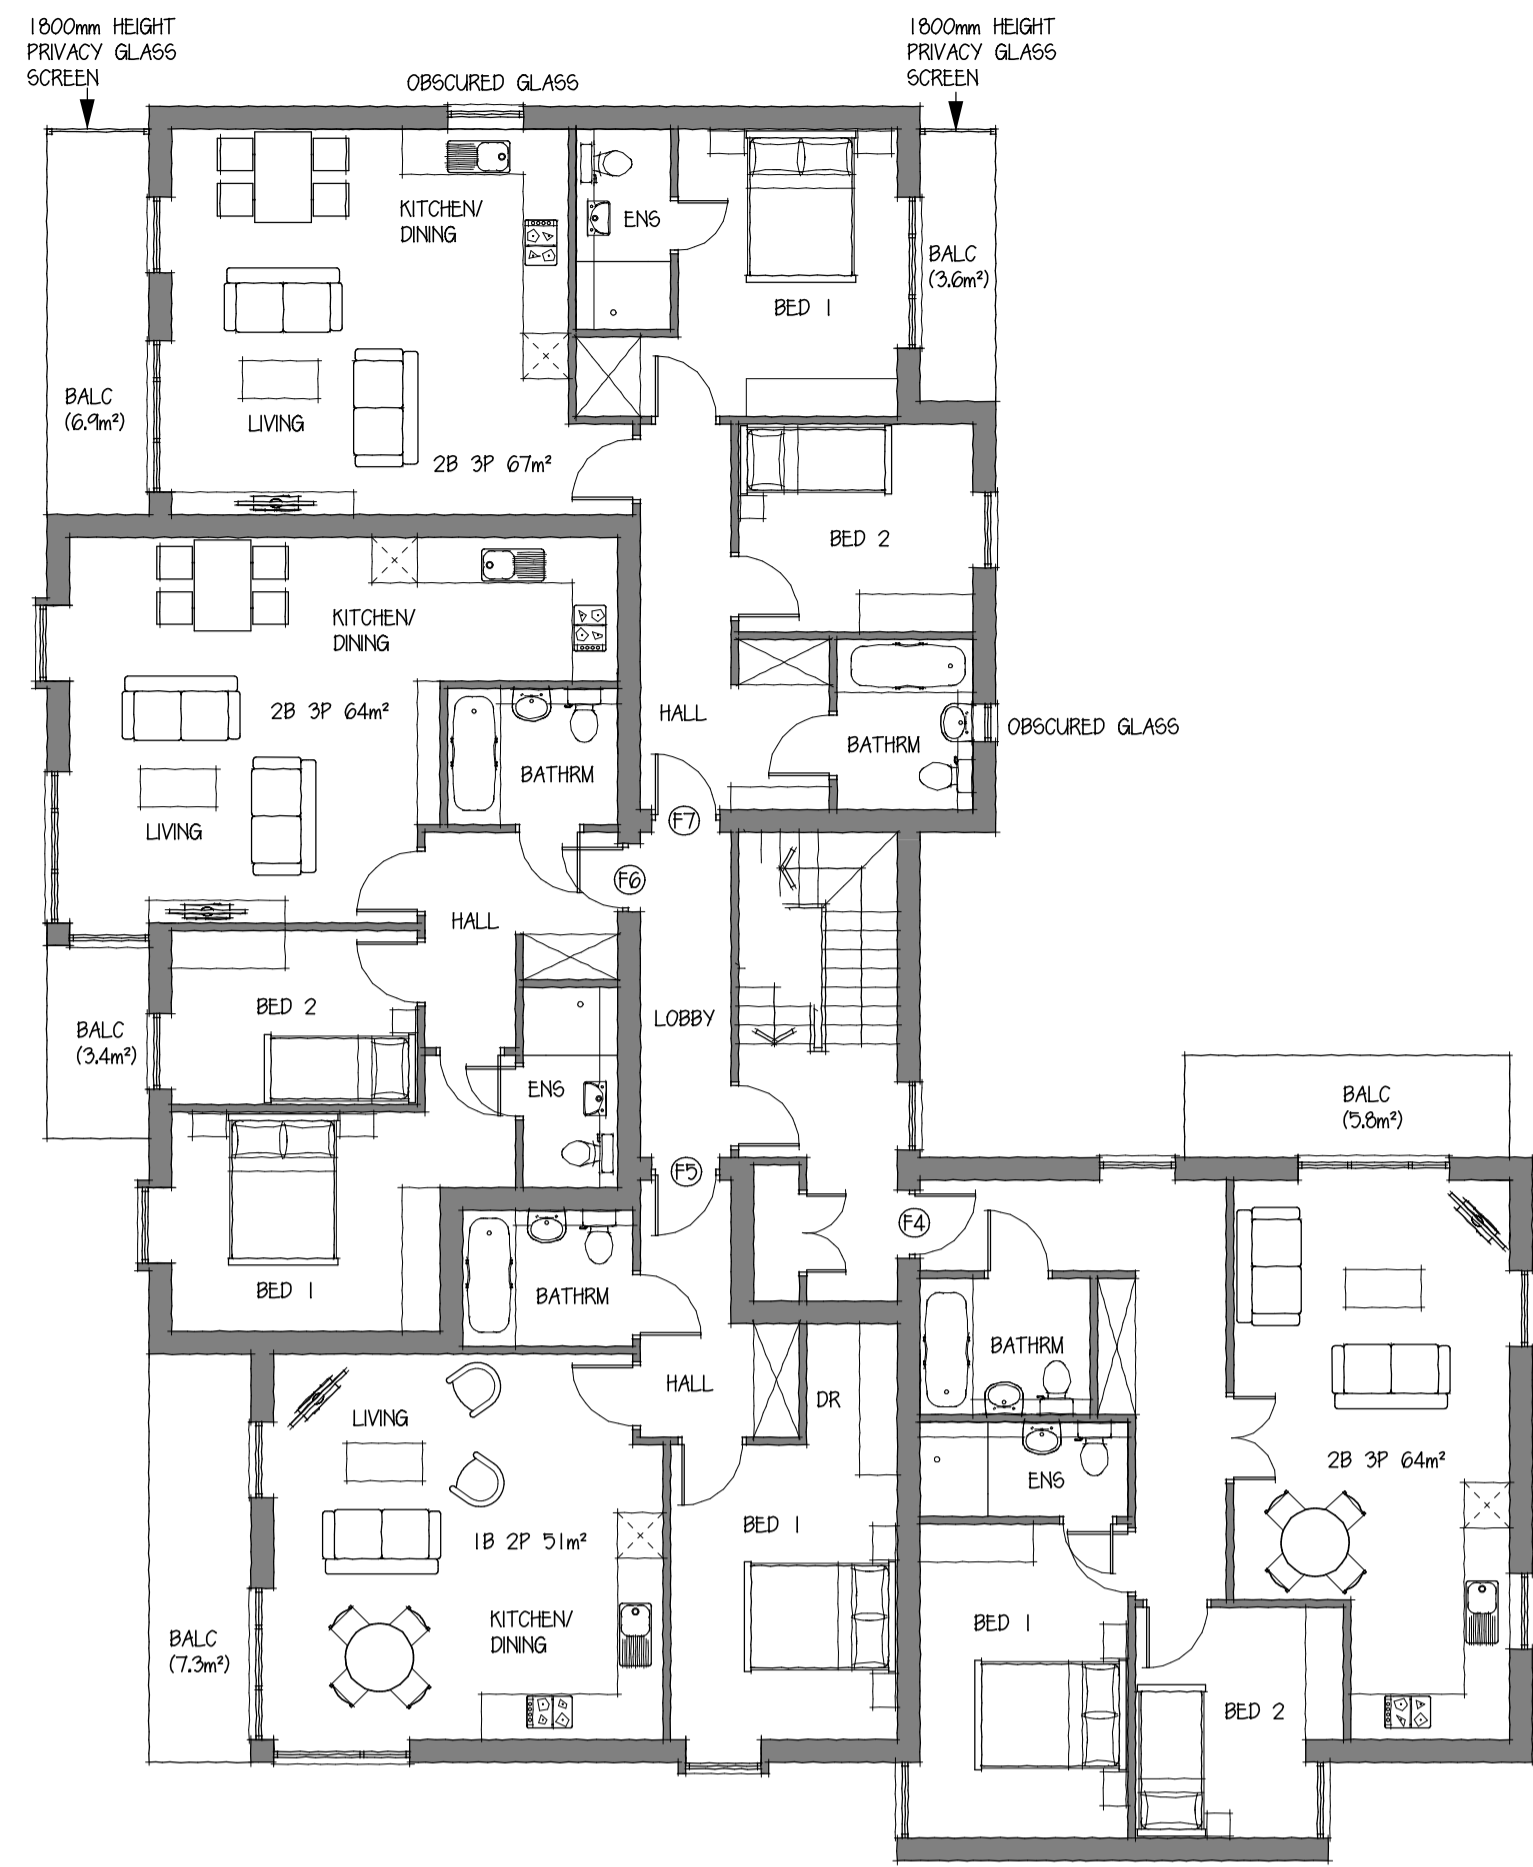 1800mm HEIGHT
PRIVACY GLASS
SCREEN
1800mm HEIGHT
PRIVACY GLASS
SCREEN
OBSCURED GLASS
KITCHEN/
DINING
ENS
BALC
(3.6m²)
BED 1
BALC
(6.9m²)
LIVING
2B 3P 67m²
BED 2
KITCHEN/
DINING
2B 3P 64m²
HALL
OBSCURED GLASS
BATHRM
BATHRM
LIVING
F7
F6
HALL
BED 2
LOBBY
BALC
(3.4m²)
ENS
BALC
(5.8m²)
F5
F4
BED 1
BATHRM
BATHRM
HALL
DR
LIVING
2B 3P 64m²
ENS
BED 1
1B 2P 51m²
KITCHEN/
DINING
BED 1
BALC
(7.3m²)
BED 2